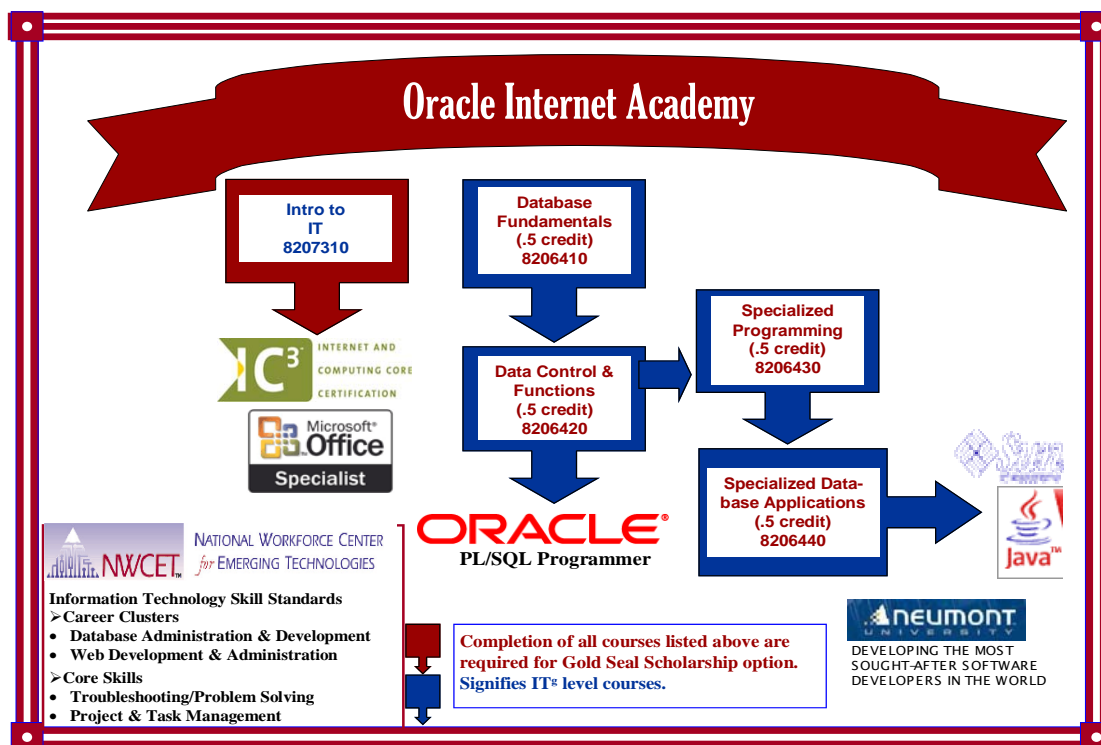 Oracle Internet Academy
Intro to
IT
8207310
Database
Fundamentals
(.5 credit)
8206410
Specialized
Programming
(.5 credit)
8206430
Data Control &
Functions
(.5 credit)
8206420
IC³
INTERNET AND
COMPUTING CORE
CERTIFICATION
Microsoft®
Office
Specialist
Specialized Data-
base Applications
(.5 credit)
8206440
Sun
Java™
ORACLE®
PL/SQL Programmer
NWCET™
NATIONAL WORKFORCE CENTER
for EMERGING TECHNOLOGIES
Information Technology Skill Standards
➢Career Clusters
• Database Administration & Development
• Web Development & Administration
➢Core Skills
• Troubleshooting/Problem Solving
• Project & Task Management
Completion of all courses listed above are
required for Gold Seal Scholarship option.
Signifies ITᵍ level courses.
NEUMONT
UNIVERSITY
DEVELOPING THE MOST
SOUGHT-AFTER SOFTWARE
DEVELOPERS IN THE WORLD